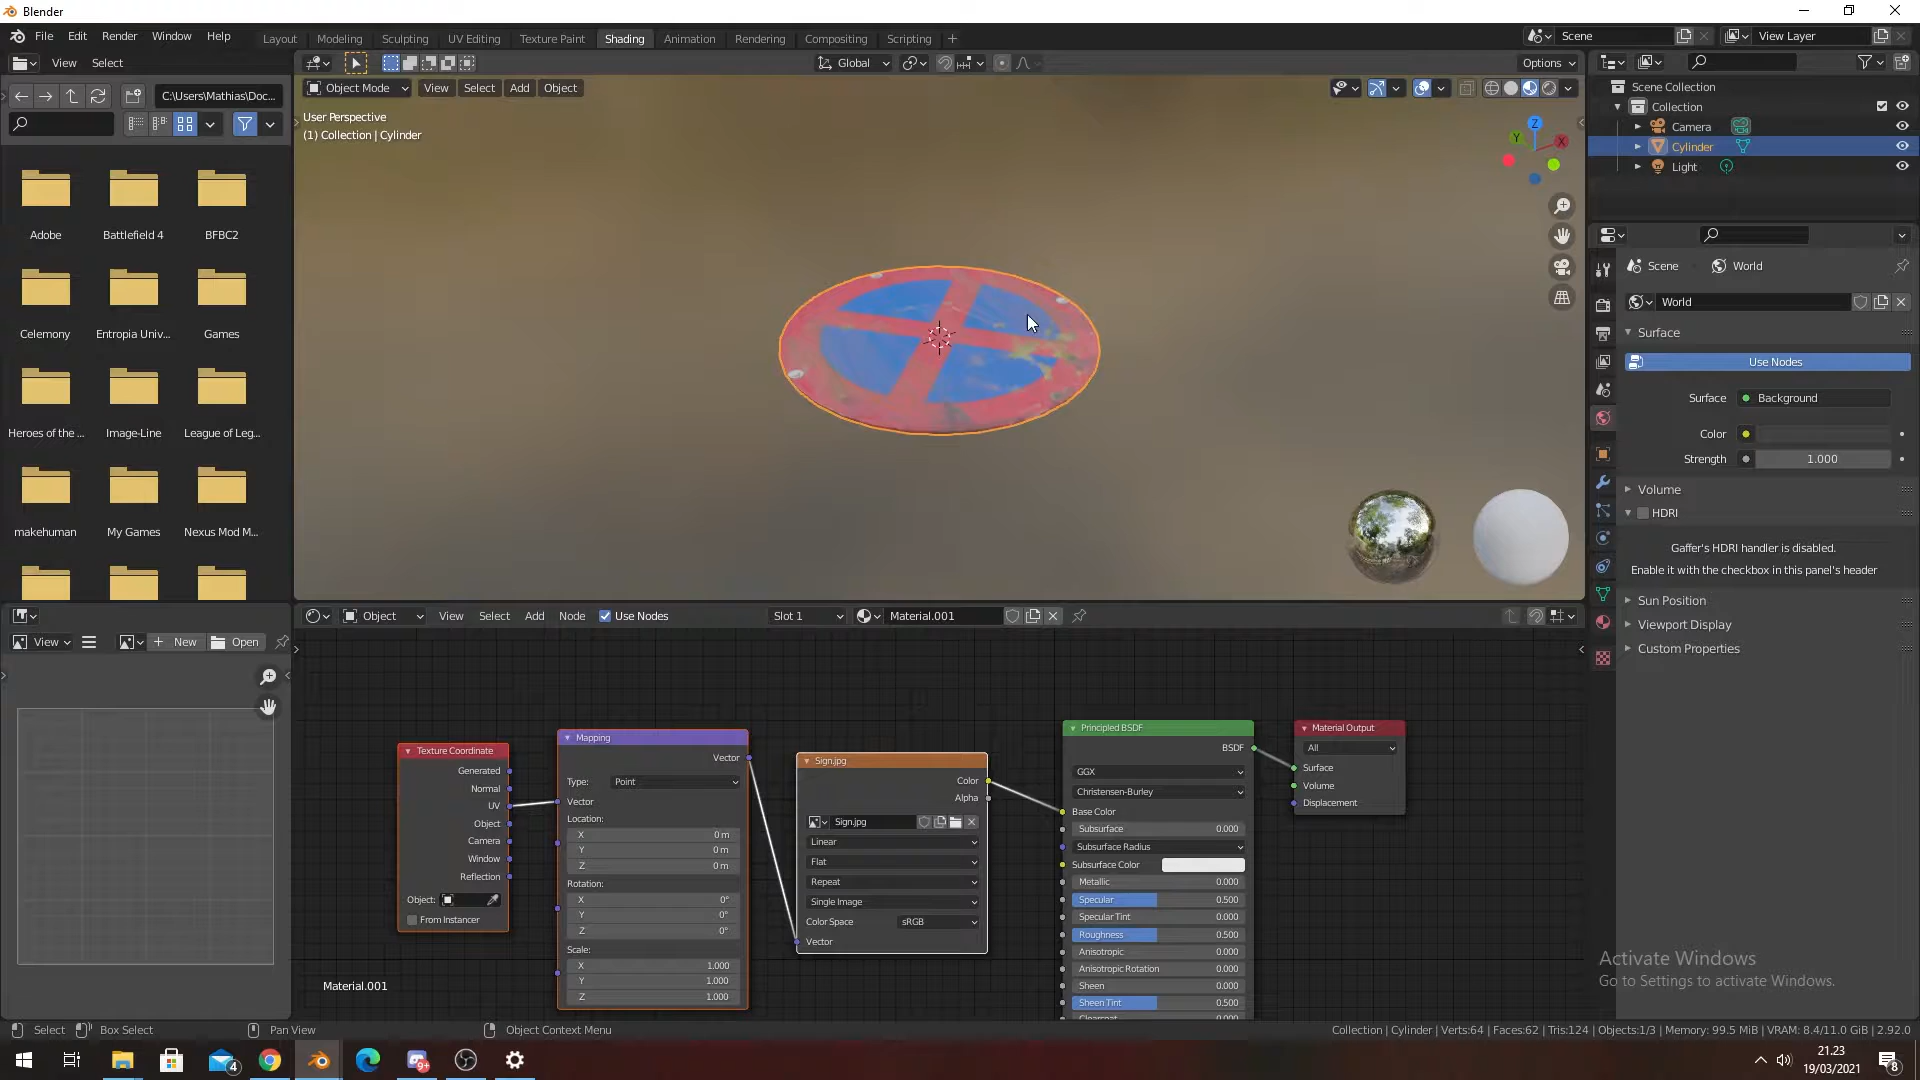 Blender
File Edit Render Window Help
Layout Modeling Sculpting UV Editing Texture Paint Shading Animation Rendering Compositing Scripting
Scene View Layer
View Select
Global Options
C:\Users\Mathias\Doc...
Object Mode View Select Add Object
User Perspective
(1) Collection | Cylinder
Z
Y
X
Adobe Battlefield 4 BFBC2
Celemony Entropia Univ... Games
Heroes of the ... Image-Line League of Leg...
makehuman My Games Nexus Mod M...
Scene Collection
Collection
Camera
Cylinder
Light
Scene World
World
Surface
Use Nodes
Surface Background
Color
Strength 1.000
Volume
HDRI
Gaffer's HDRI handler is disabled.
Enable it with the checkbox in this panel's header
Sun Position
Viewport Display
Custom Properties
View New Open
Object View Select Add Node Use Nodes Slot 1 Material.001
Texture Coordinate
Generated
Normal
UV
Object
Camera
Window
Reflection
Object:
From Instancer
Mapping
Vector
Type: Point
Vector
Location:
X 0 m
Y 0 m
Z 0 m
Rotation:
X 0°
Y 0°
Z 0°
Scale:
X 1.000
Y 1.000
Z 1.000
Sign.jpg
Color
Alpha
Sign.jpg
Linear
Flat
Repeat
Single Image
Color Space sRGB
Vector
Principled BSDF
BSDF
GGX
Christensen-Burley
Base Color
Subsurface 0.000
Subsurface Radius
Subsurface Color
Metallic 0.000
Specular 0.500
Specular Tint 0.000
Roughness 0.500
Anisotropic 0.000
Anisotropic Rotation 0.000
Sheen 0.000
Sheen Tint 0.500
Clearcoat 0.000
Material Output
All
Surface
Volume
Displacement
Material.001
Activate Windows
Go to Settings to activate Windows.
Select Box Select Pan View Object Context Menu
Collection | Cylinder | Verts:64 | Faces:62 | Tris:124 | Objects:1/3 | Memory: 99.5 MiB | VRAM: 8.4/11.0 GiB | 2.92.0
4
9+
21.23
19/03/2021
8